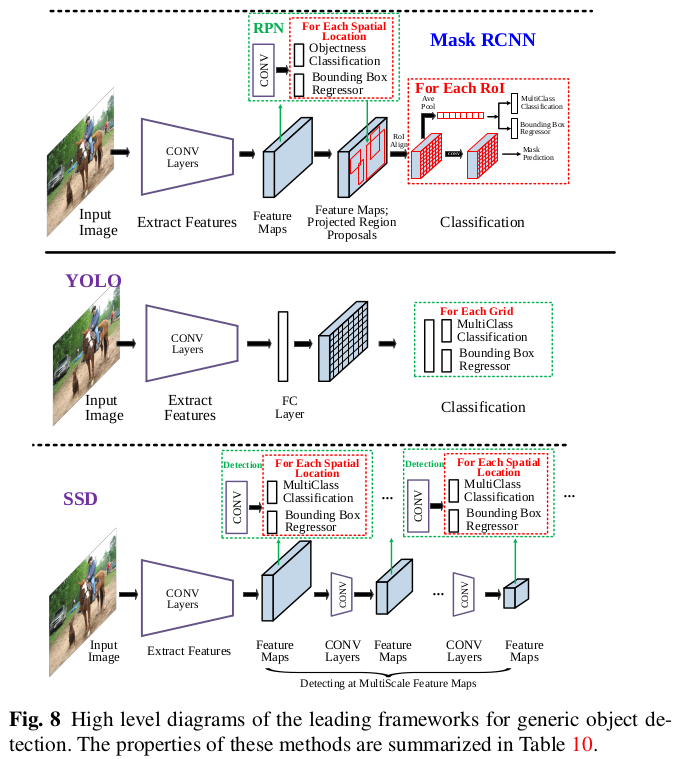 RPN
For Each Spatial
Location
CONV
Objectness
Classification
Bounding Box
Regressor
Mask RCNN
For Each RoI
Ave
Pool
MultiClass
Classification
Bounding Box
Regressor
Mask
Prediction
RoI
Align
CONV
Layers
Input
Image
Extract Features
Feature
Maps
Feature Maps;
Projected Region
Proposals
Classification
YOLO
CONV
Layers
For Each Grid
MultiClass
Classification
Bounding Box
Regressor
Input
Image
Extract
Features
FC
Layer
Classification
SSD
Detection
For Each Spatial
Location
CONV
MultiClass
Classification
Bounding Box
Regressor
...
Detection
For Each Spatial
Location
CONV
MultiClass
Classification
Bounding Box
Regressor
...
CONV
Layers
CONV
...
CONV
Input
Image
Extract Features
Feature
Maps
CONV
Layers
Feature
Maps
CONV
Layers
Feature
Maps
Detecting at MultiScale Feature Maps
Fig. 8 High level diagrams of the leading frameworks for generic object de-
tection. The properties of these methods are summarized in Table 10.